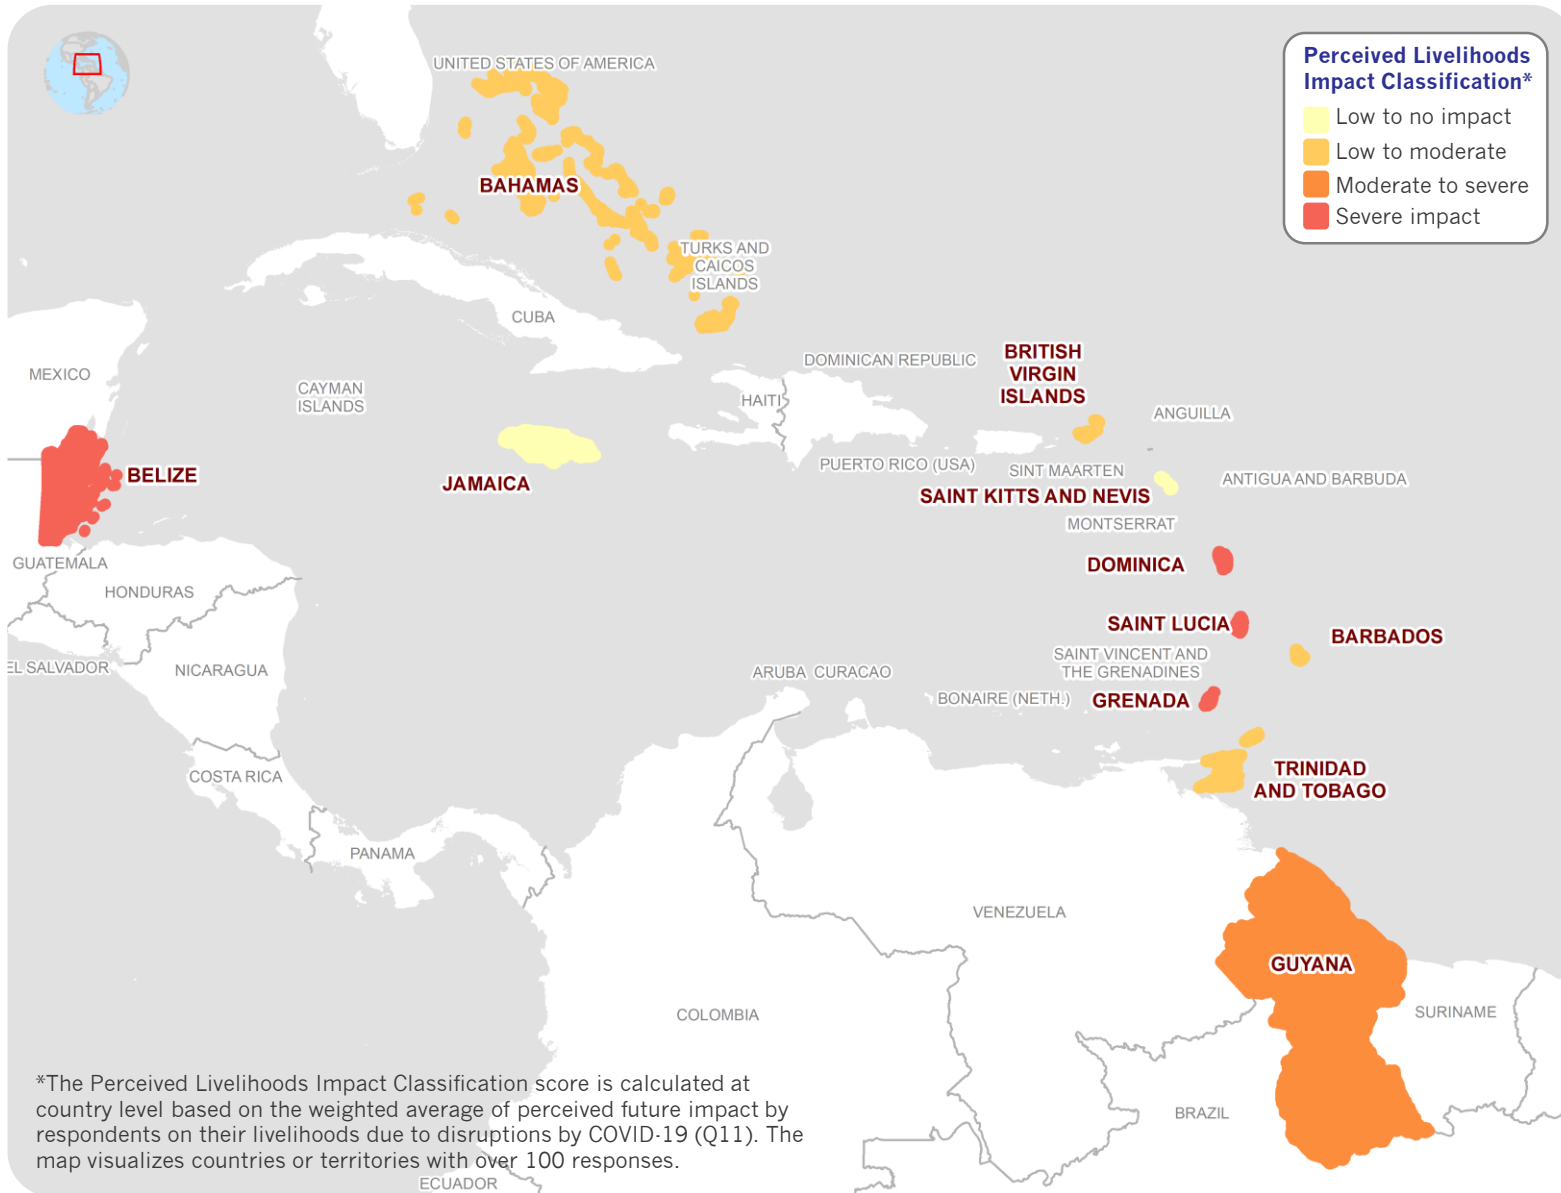 UNITED STATES OF AMERICA
Perceived Livelihoods
Impact Classification*
Low to no impact
Low to moderate
Moderate to severe
Severe impact
BAHAMAS
TURKS AND
CAICOS
ISLANDS
CUBA
MEXICO
CAYMAN
ISLANDS
DOMINICAN REPUBLIC
HAITI
BRITISH
VIRGIN
ISLANDS
ANGUILLA
BELIZE
JAMAICA
PUERTO RICO (USA)
SINT MAARTEN
SAINT KITTS AND NEVIS
ANTIGUA AND BARBUDA
MONTSERRAT
GUATEMALA
HONDURAS
DOMINICA
SAINT LUCIA
BARBADOS
EL SALVADOR
NICARAGUA
ARUBA
CURACAO
SAINT VINCENT AND
THE GRENADINES
BONAIRE (NETH.)
GRENADA
COSTA RICA
TRINIDAD
AND TOBAGO
PANAMA
VENEZUELA
GUYANA
COLOMBIA
SURINAME
BRAZIL
*The Perceived Livelihoods Impact Classification score is calculated at
country level based on the weighted average of perceived future impact by
respondents on their livelihoods due to disruptions by COVID-19 (Q11). The
map visualizes countries or territories with over 100 responses.
ECUADOR